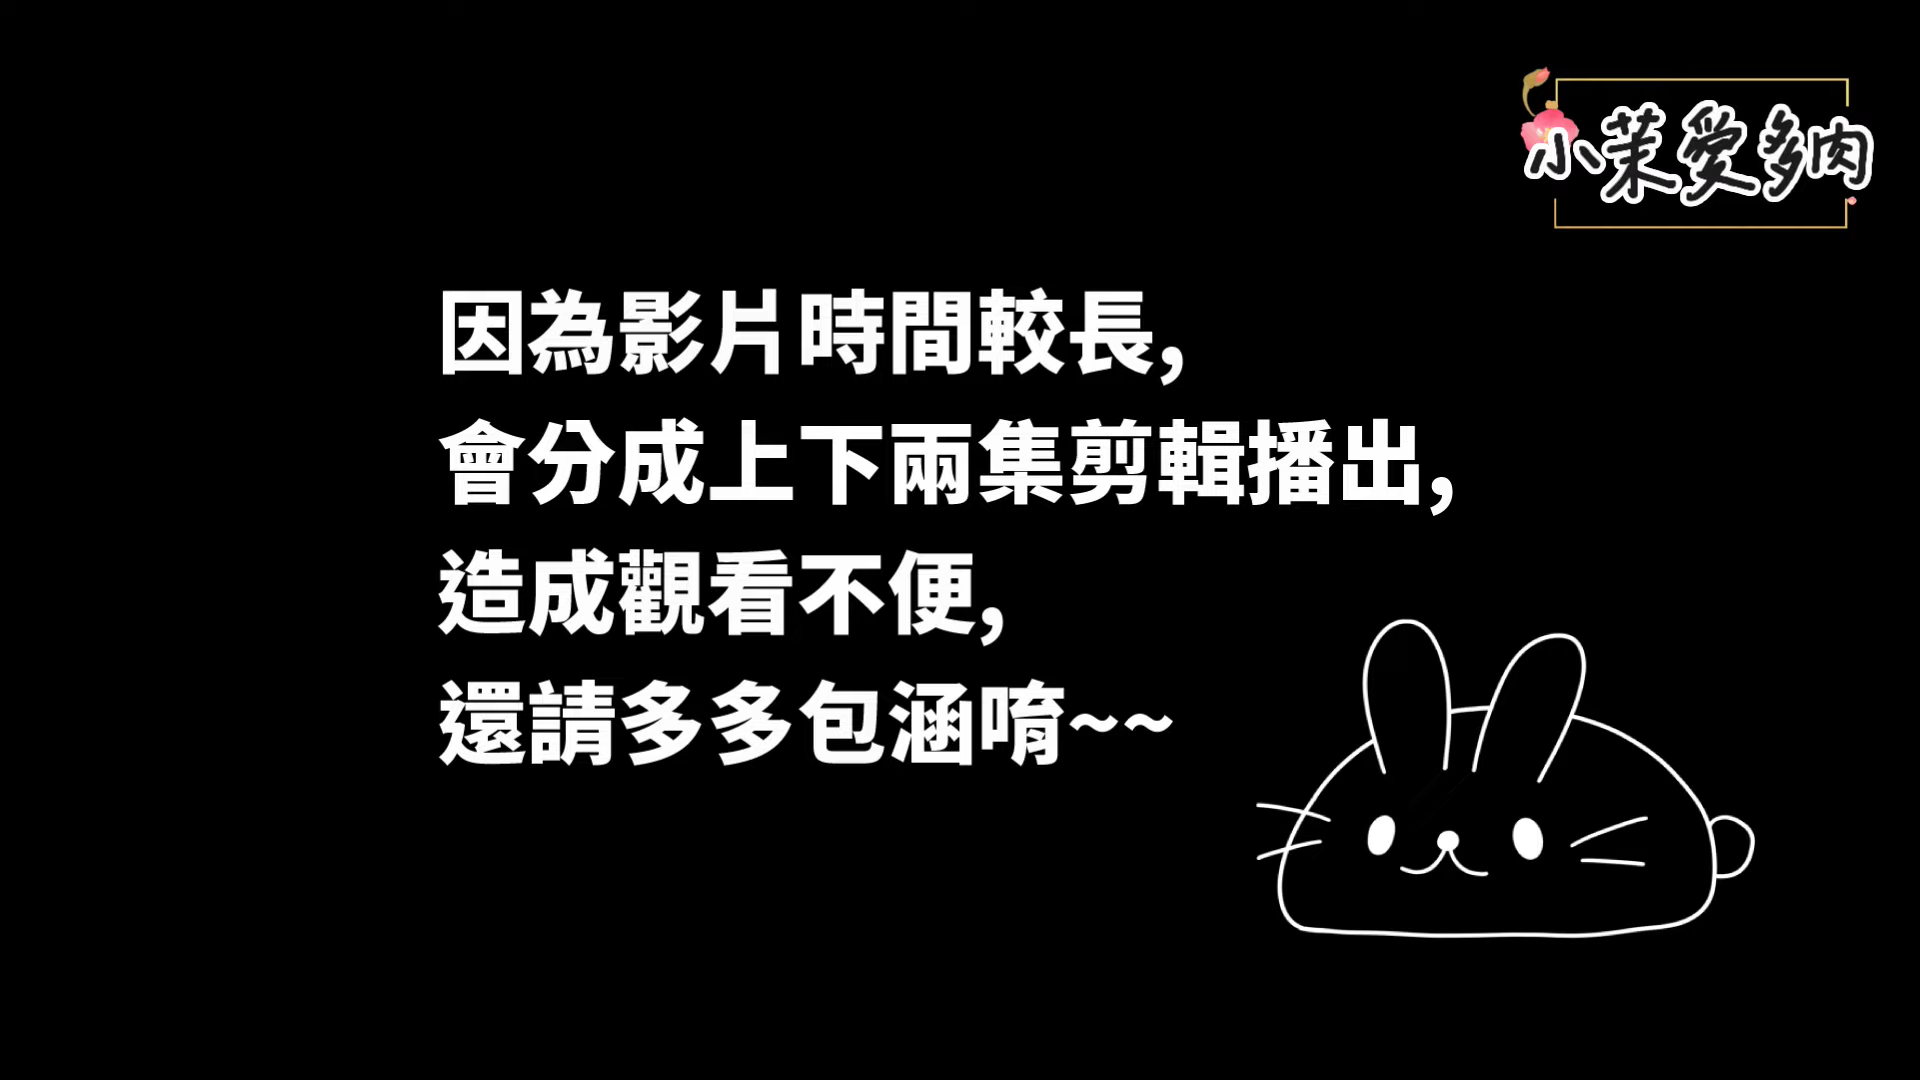 小茉愛多肉
因為影片時間較長,
會分成上下兩集剪輯播出,
造成觀看不便,
還請多多包涵唷~~